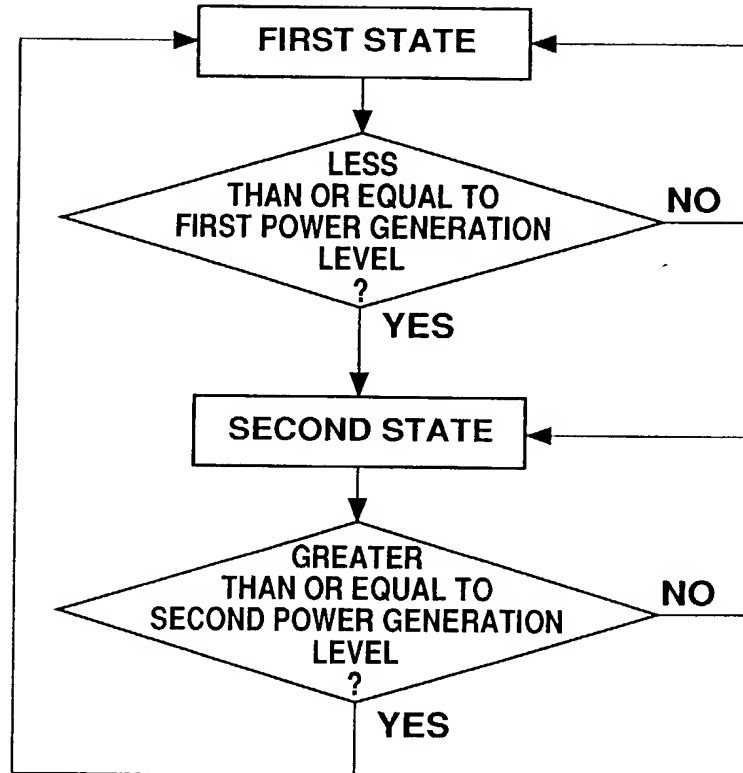 FIRST STATE
LESS
THAN OR EQUAL TO
FIRST POWER GENERATION
LEVEL
?
NO
YES
SECOND STATE
GREATER
THAN OR EQUAL TO
SECOND POWER GENERATION
LEVEL
?
NO
YES